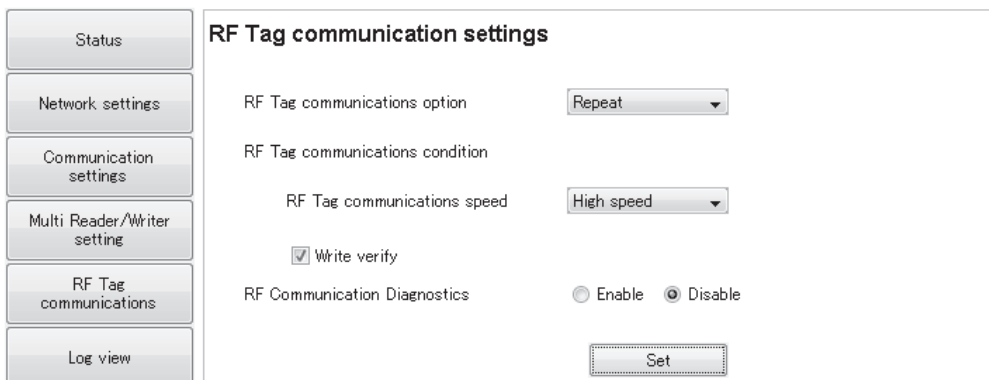 Status
Network settings
Communication
settings
Multi Reader/Writer
setting
RF Tag
communications
Log view
RF Tag communication settings
RF Tag communications option
Repeat
RF Tag communications condition
RF Tag communications speed
High speed
Write verify
RF Communication Diagnostics
Enable
Disable
Set